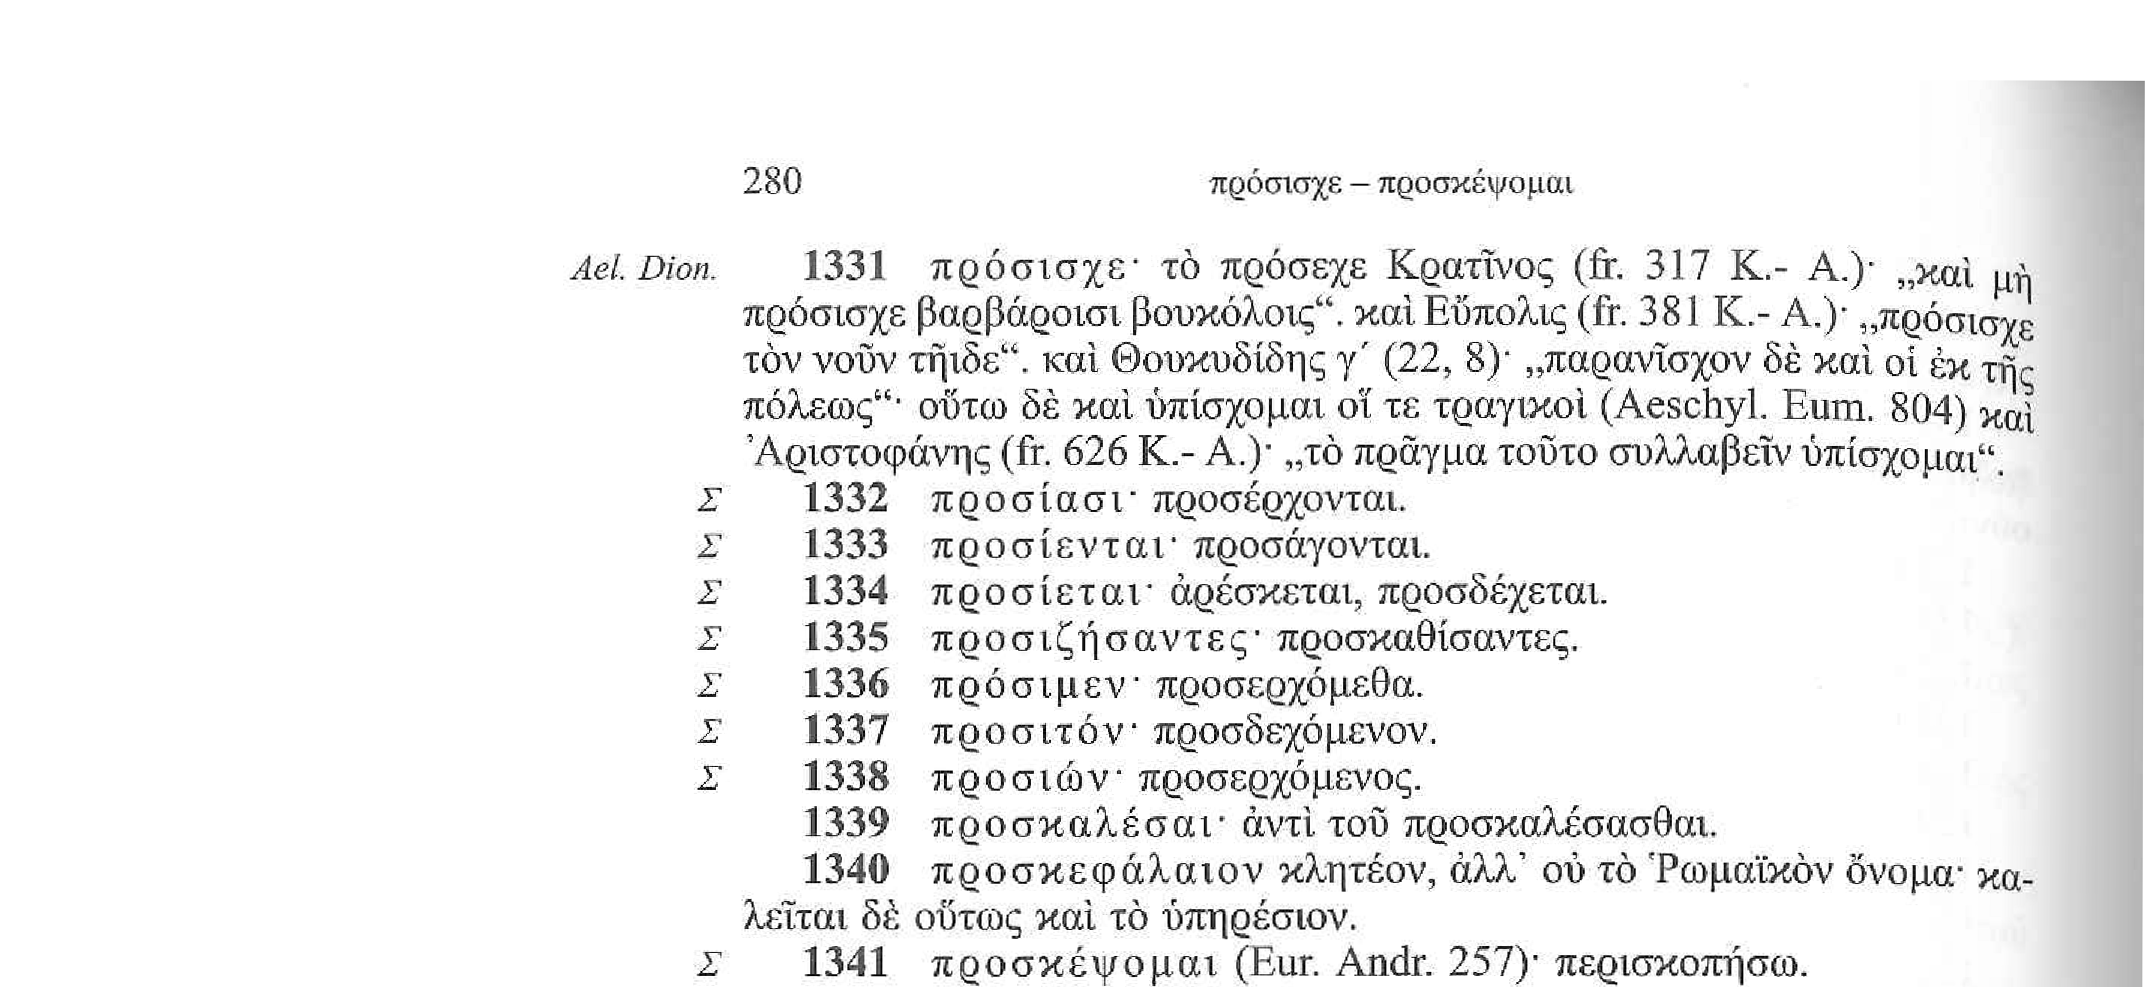 280 πρόσισχε – προσκέψομαι
Ael. Dion. 1331 πρόσισχε· τὸ πρόσεχε Κρατῖνος (fr. 317 K.- A.)· „καὶ μὴ
πρόσισχε βαρβάροισι βουκόλοις“. καὶ Εὔπολις (fr. 381 K.- A.)· „πρόσισχε
τὸν νοῦν τῆιδε“. καὶ Θουκυδίδης γ´ (22, 8)· „παρανῖσχον δὲ καὶ οἱ ἐκ τῆς
πόλεως“· οὕτω δὲ καὶ ὑπίσχομαι οἵ τε τραγικοὶ (Aeschyl. Eum. 804) καὶ
Ἀριστοφάνης (fr. 626 K.- A.)· „τὸ πρᾶγμα τοῦτο συλλαβεῖν ὑπίσχομαι“.
Σ 1332 προσίασι· προσέρχονται.
Σ 1333 προσίενται· προσάγονται.
Σ 1334 προσίεται· ἀρέσκεται, προσδέχεται.
Σ 1335 προσιζήσαντες· προσκαθίσαντες.
Σ 1336 πρόσιμεν· προσερχόμεθα.
Σ 1337 προσιτόν· προσδεχόμενον.
Σ 1338 προσιών· προσερχόμενος.
1339 προσκαλέσαι· ἀντὶ τοῦ προσκαλέσασθαι.
1340 προσκεφάλαιον κλητέον, ἀλλ’ οὐ τὸ Ῥωμαϊκὸν ὄνομα· κα-
λεῖται δὲ οὕτως καὶ τὸ ὑπηρέσιον.
Σ 1341 προσκέψομαι (Eur. Andr. 257)· περισκοπήσω.